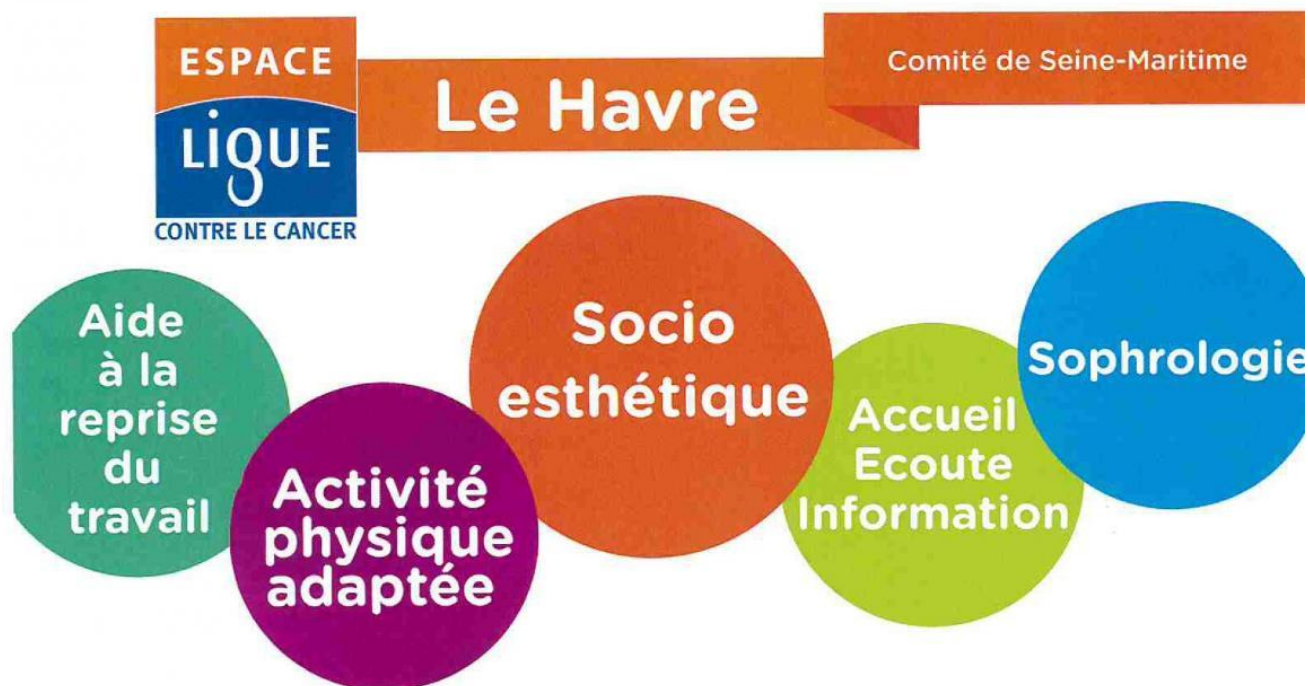 ESPACE
LIGUE
CONTRE LE CANCER
Le Havre
Comité de Seine-Maritime
Aide
à la
reprise
du
travail
Activité
physique
adaptée
Socio
esthétique
Accueil
Ecoute
Information
Sophrologie